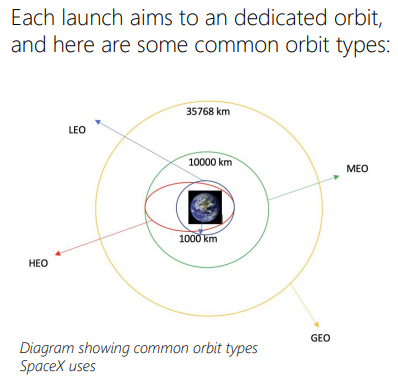 Each launch aims to an dedicated orbit,
and here are some common orbit types:
35768 km
LEO
10000 km
MEO
1000 km
HEO
GEO
Diagram showing common orbit types
SpaceX uses